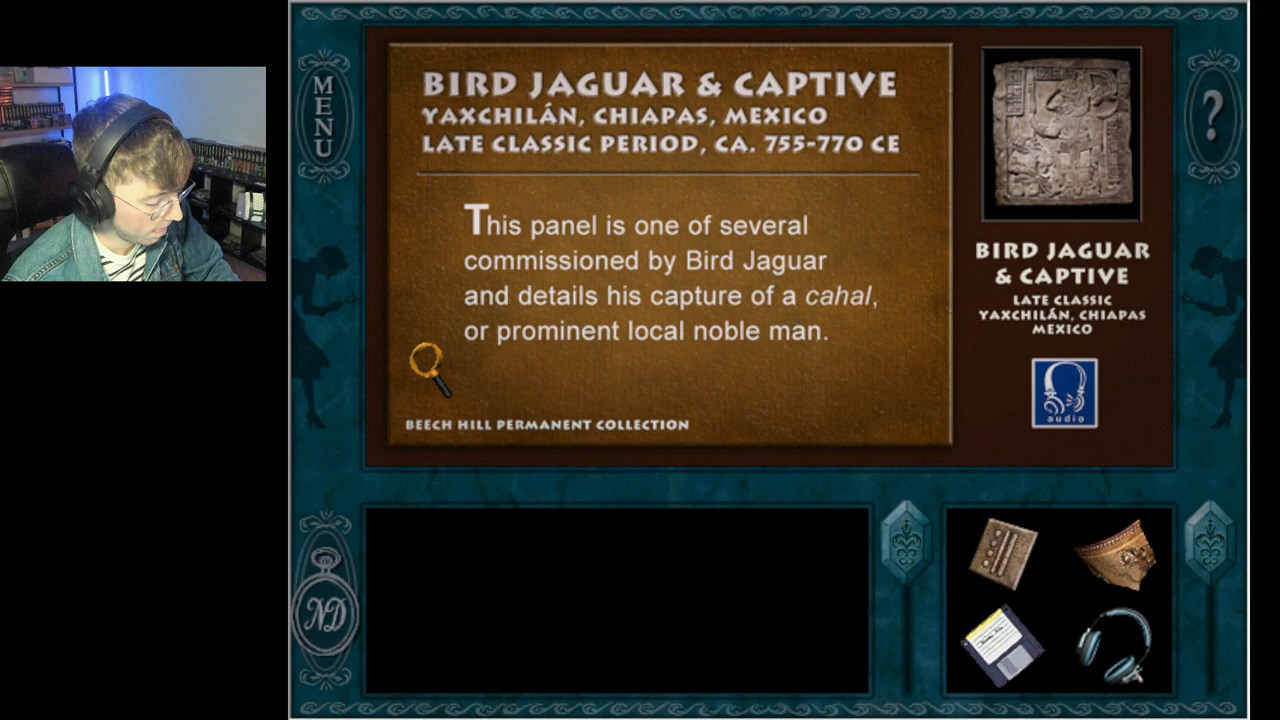 MENU
BIRD JAGUAR & CAPTIVE
YAXCHILÁN, CHIAPAS, MEXICO
LATE CLASSIC PERIOD, CA. 755-770 CE
This panel is one of several
commissioned by Bird Jaguar
and details his capture of a cahal,
or prominent local noble man.
BEECH HILL PERMANENT COLLECTION
?
BIRD JAGUAR
& CAPTIVE
LATE CLASSIC
YAXCHILÁN, CHIAPAS
MEXICO
audio
ND